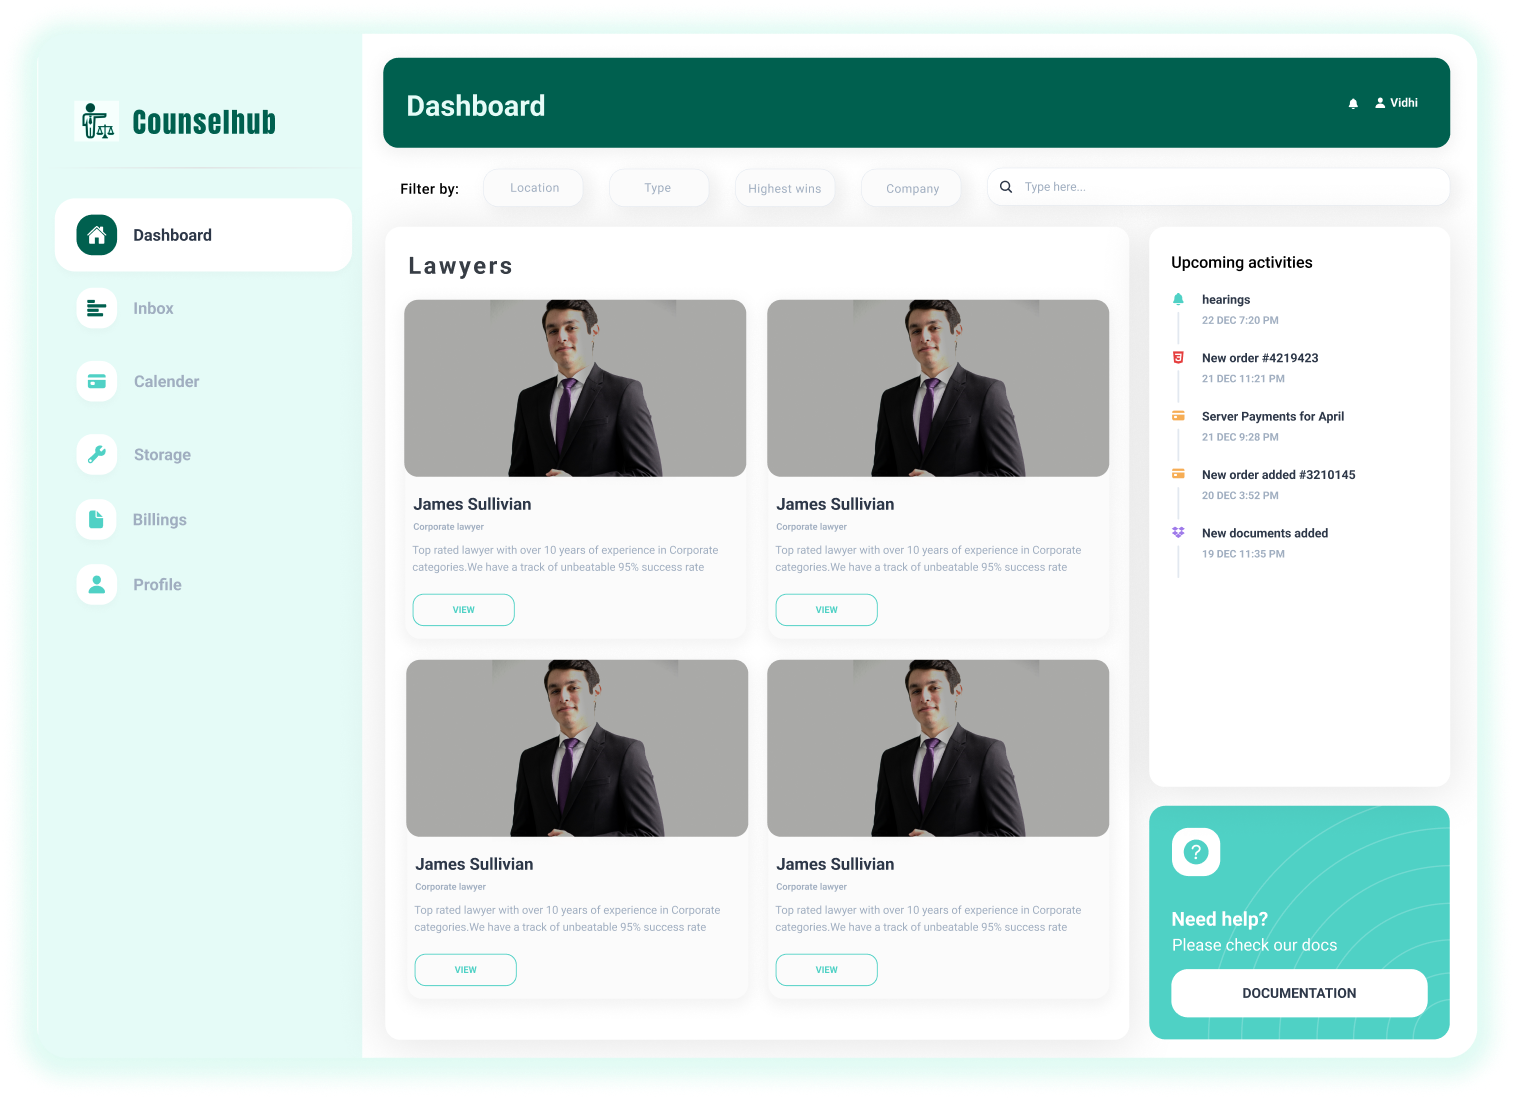 Counselhub
Dashboard
Inbox
Calender
Storage
Billings
Profile
Dashboard
Vidhi
Filter by:
Location
Type
Highest wins
Company
Type here...
Lawyers
James Sullivian
Corporate lawyer
Top rated lawyer with over 10 years of experience in Corporate
categories.We have a track of unbeatable 95% success rate
VIEW
James Sullivian
Corporate lawyer
Top rated lawyer with over 10 years of experience in Corporate
categories.We have a track of unbeatable 95% success rate
VIEW
James Sullivian
Corporate lawyer
Top rated lawyer with over 10 years of experience in Corporate
categories.We have a track of unbeatable 95% success rate
VIEW
James Sullivian
Corporate lawyer
Top rated lawyer with over 10 years of experience in Corporate
categories.We have a track of unbeatable 95% success rate
VIEW
Upcoming activities
hearings
22 DEC 7:20 PM
New order #4219423
21 DEC 11:21 PM
Server Payments for April
21 DEC 9:28 PM
New order added #3210145
20 DEC 3:52 PM
New documents added
19 DEC 11:35 PM
?
Need help?
Please check our docs
DOCUMENTATION